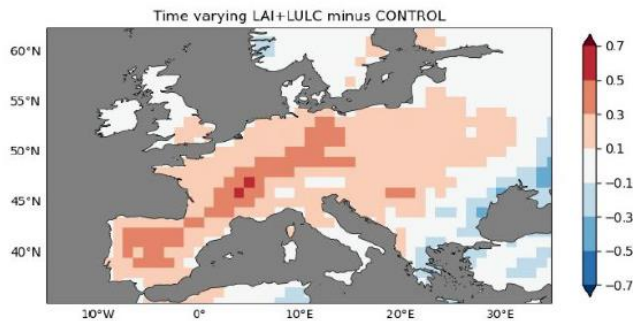 Time varying LAI+LULC minus CONTROL
60°N
55°N
50°N
45°N
40°N
10°W 0° 10°E 20°E 30°E
0.7
0.5
0.3
0.1
−0.1
−0.3
−0.5
−0.7